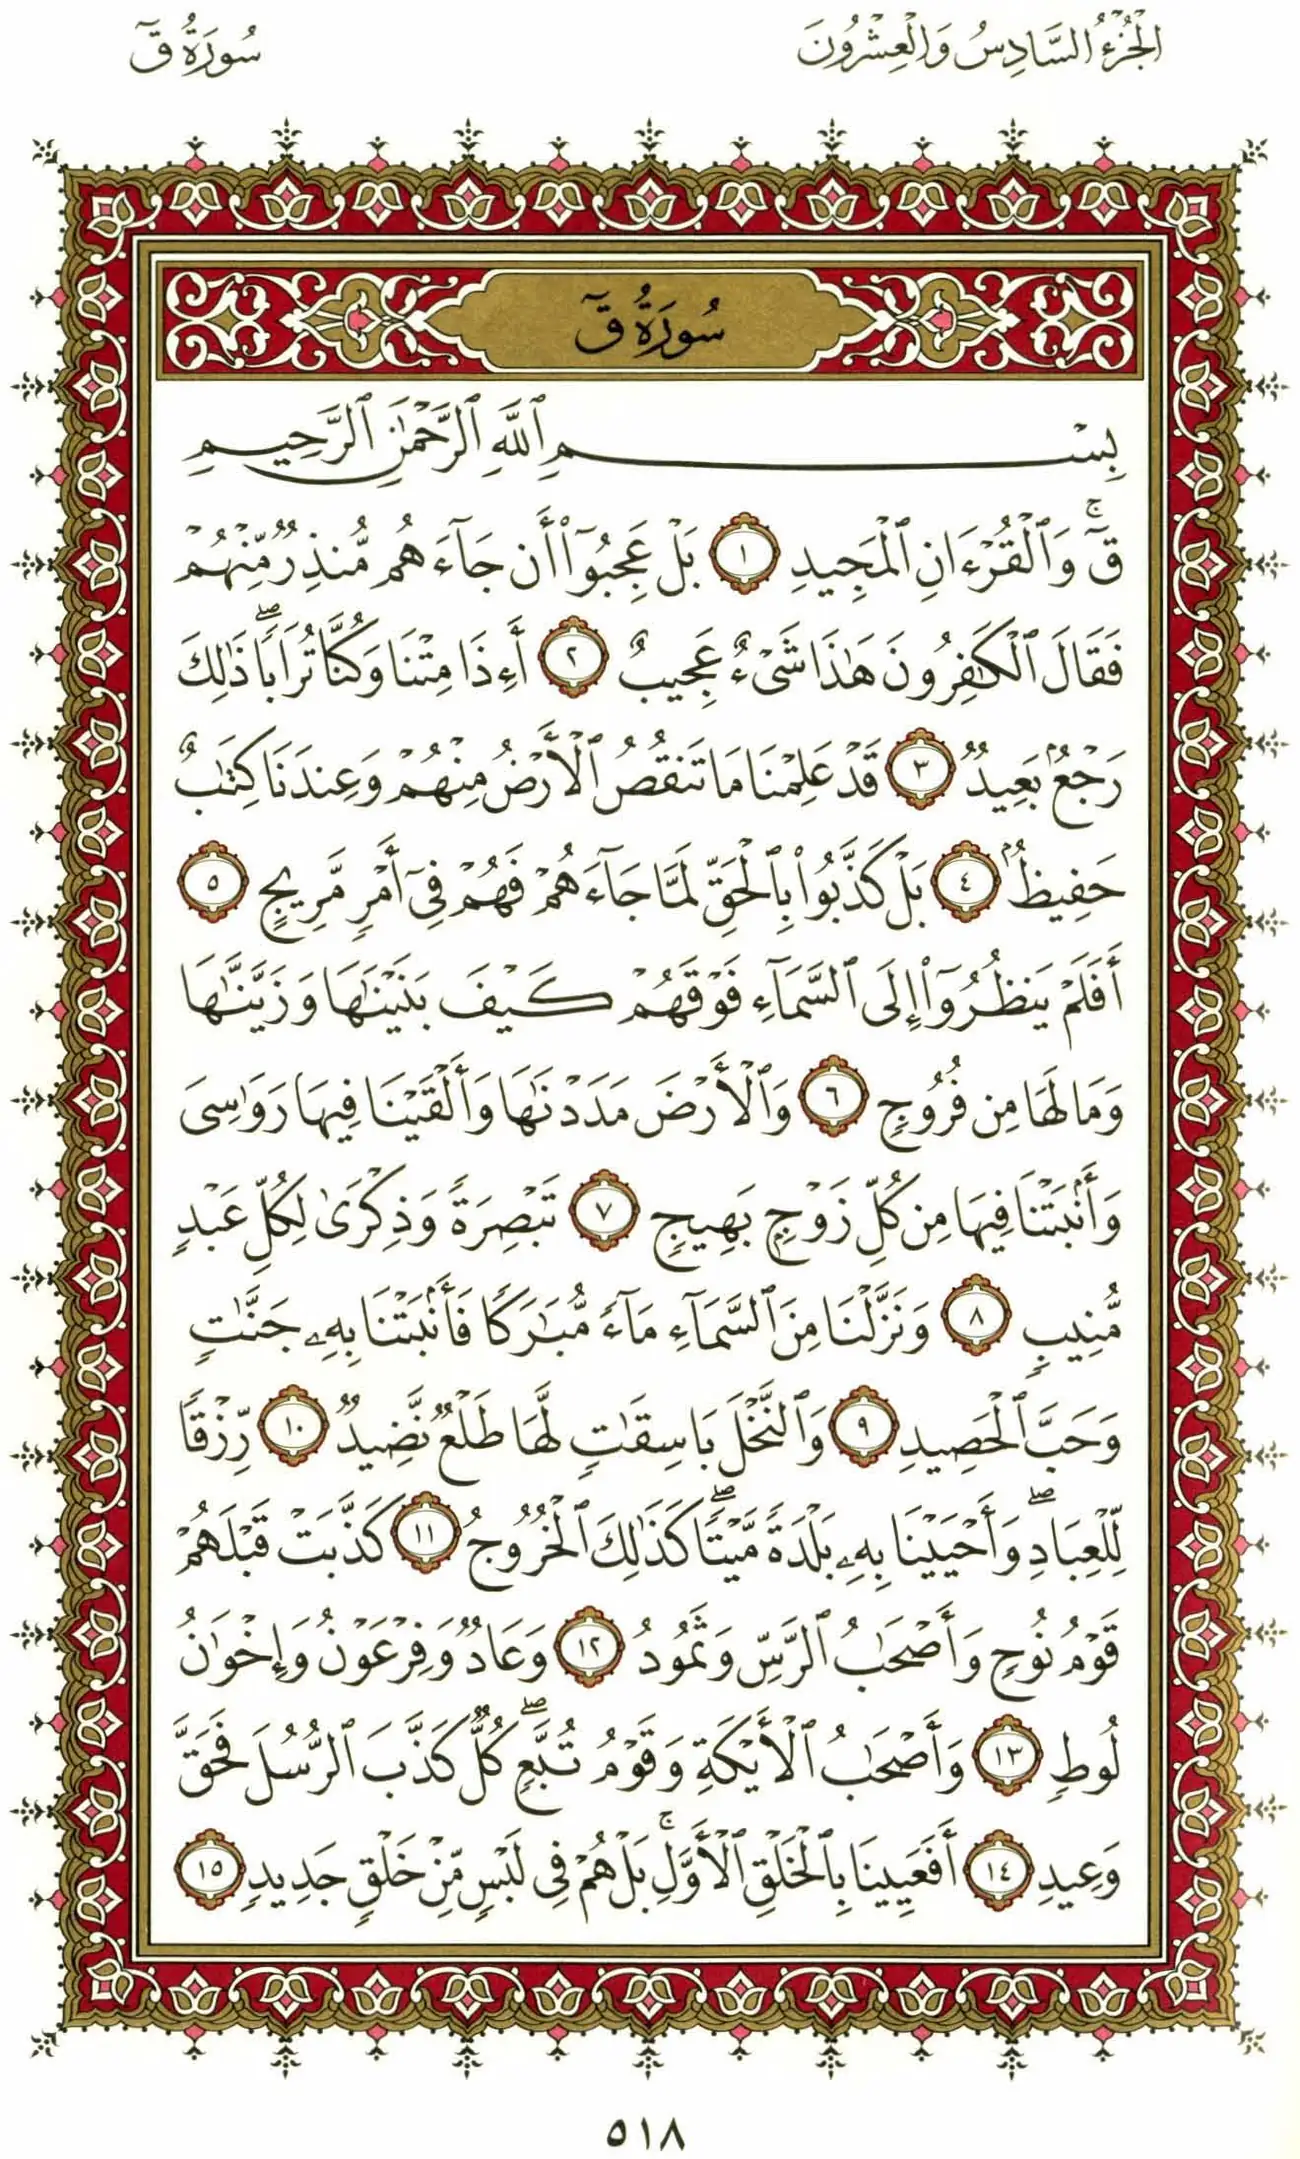 الْجُزْءُ السَّادِسُ وَالْعِشْرُونَ
سُورَةُ قٓ
سُورَةُ قٓ
بِسْمِ ٱللَّهِ ٱلرَّحْمَٰنِ ٱلرَّحِيمِ
قٓۚ وَٱلْقُرْءَانِ ٱلْمَجِيدِ ١ بَلْ عَجِبُوٓا۟ أَن جَآءَهُم مُّنذِرٌ مِّنْهُمْ
فَقَالَ ٱلْكَٰفِرُونَ هَٰذَا شَىْءٌ عَجِيبٌ ٢ أَءِذَا مِتْنَا وَكُنَّا تُرَابًاۖ ذَٰلِكَ
رَجْعٌۢ بَعِيدٌ ٣ قَدْ عَلِمْنَا مَا تَنقُصُ ٱلْأَرْضُ مِنْهُمْ وَعِندَنَا كِتَٰبٌ
حَفِيظٌۢ ٤ بَلْ كَذَّبُوا۟ بِٱلْحَقِّ لَمَّا جَآءَهُمْ فَهُمْ فِىٓ أَمْرٍ مَّرِيجٍ ٥
أَفَلَمْ يَنظُرُوٓا۟ إِلَى ٱلسَّمَآءِ فَوْقَهُمْ كَيْفَ بَنَيْنَٰهَا وَزَيَّنَّٰهَا
وَمَا لَهَا مِن فُرُوجٍ ٦ وَٱلْأَرْضَ مَدَدْنَٰهَا وَأَلْقَيْنَا فِيهَا رَوَٰسِىَ
وَأَنۢبَتْنَا فِيهَا مِن كُلِّ زَوْجٍۭ بَهِيجٍ ٧ تَبْصِرَةً وَذِكْرَىٰ لِكُلِّ عَبْدٍ
مُّنِيبٍ ٨ وَنَزَّلْنَا مِنَ ٱلسَّمَآءِ مَآءً مُّبَٰرَكًا فَأَنۢبَتْنَا بِهِۦ جَنَّٰتٍ
وَحَبَّ ٱلْحَصِيدِ ٩ وَٱلنَّخْلَ بَاسِقَٰتٍ لَّهَا طَلْعٌ نَّضِيدٌ ١٠ رِّزْقًا
لِّلْعِبَادِۖ وَأَحْيَيْنَا بِهِۦ بَلْدَةً مَّيْتًاۖ كَذَٰلِكَ ٱلْخُرُوجُ ١١ كَذَّبَتْ قَبْلَهُمْ
قَوْمُ نُوحٍ وَأَصْحَٰبُ ٱلرَّسِّ وَثَمُودُ ١٢ وَعَادٌ وَفِرْعَوْنُ وَإِخْوَٰنُ
لُوطٍ ١٣ وَأَصْحَٰبُ ٱلْأَيْكَةِ وَقَوْمُ تُبَّعٍۖ كُلٌّ كَذَّبَ ٱلرُّسُلَ فَحَقَّ
وَعِيدِ ١٤ أَفَعَيِينَا بِٱلْخَلْقِ ٱلْأَوَّلِۚ بَلْ هُمْ فِى لَبْسٍ مِّنْ خَلْقٍ جَدِيدٍ ١٥
٥١٨